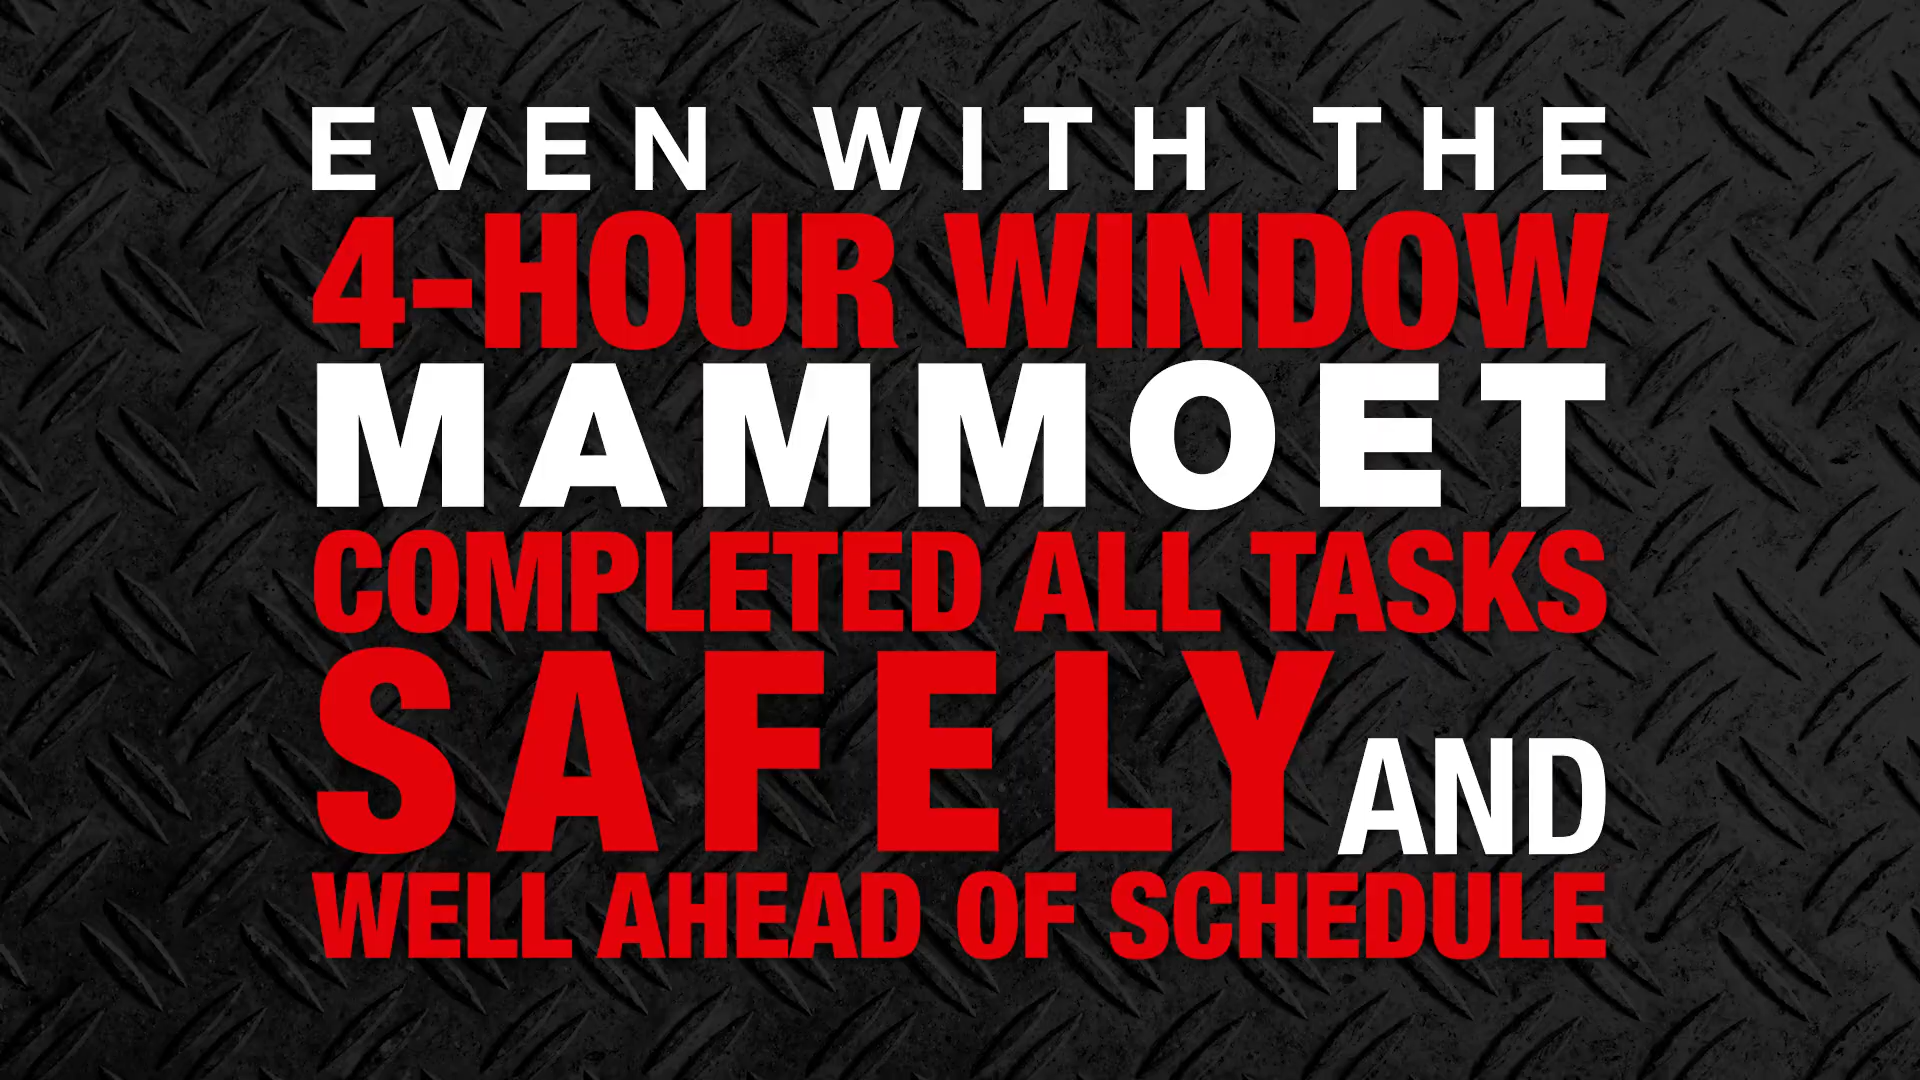 EVEN WITH THE
4-HOUR WINDOW
MAMMOET
COMPLETED ALL TASKS
SAFELY AND
WELL AHEAD OF SCHEDULE